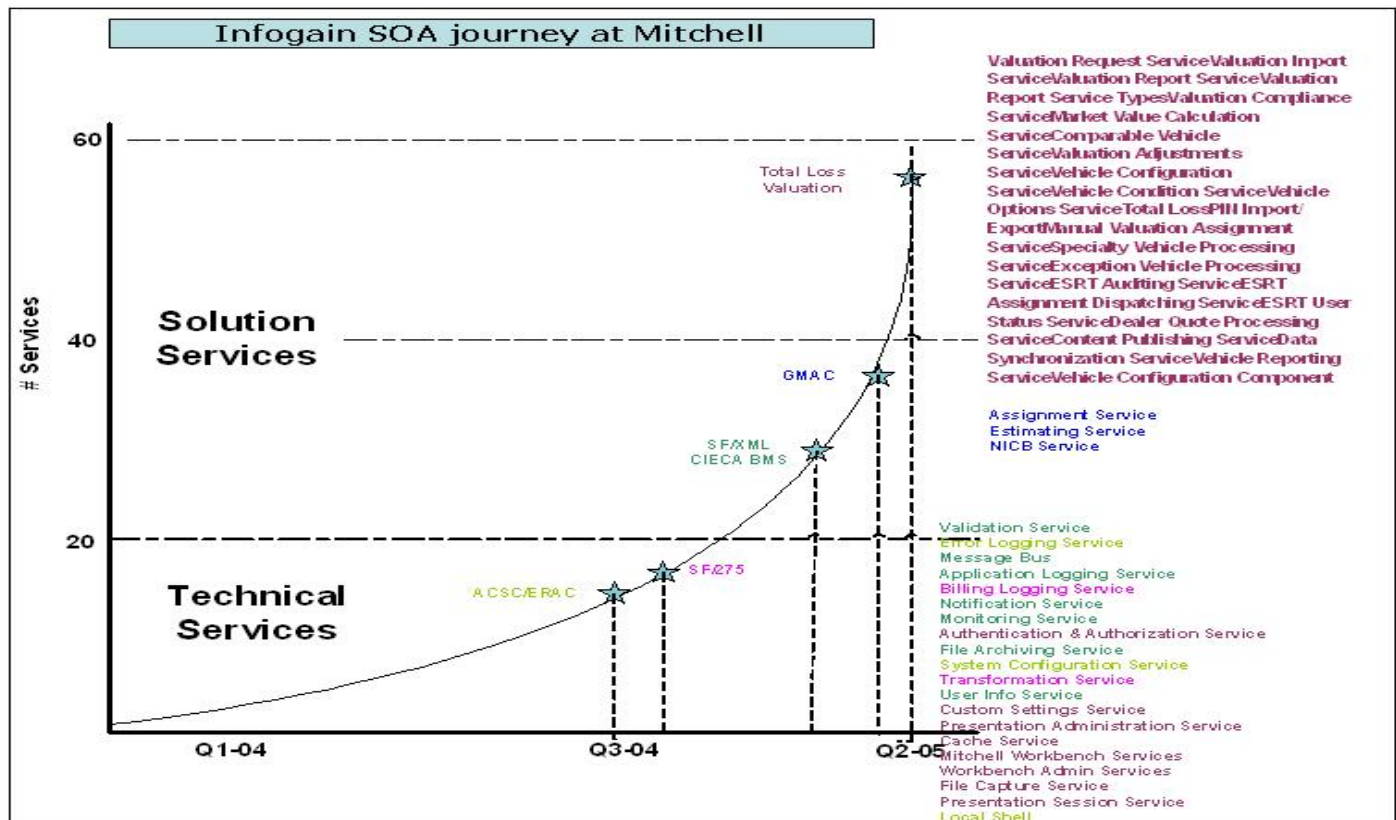 Infogain SOA journey at Mitchell
Valuation Request ServiceValuation Import
ServiceValuation Report ServiceValuation
Report Service TypesValuation Compliance
ServiceMarket Value Calculation
ServiceComparable Vehicle
ServiceValuation Adjustments
ServiceVehicle Configuration
ServiceVehicle Condition ServiceVehicle
Options ServiceTotal LossPIN Import/
ExportManual Valuation Assignment
ServiceSpecialty Vehicle Processing
ServiceException Vehicle Processing
ServiceESRT Auditing ServiceESRT
Assignment Dispatching ServiceESRT User
Status ServiceDealer Quote Processing
ServiceContent Publishing ServiceData
Synchronization ServiceVehicle Reporting
ServiceVehicle Configuration Component
60
Total Loss
Valuation
# Services
Solution
Services
40
GMAC
Assignment Service
Estimating Service
NICB Service
SF/XML
CIECA BMS
20
Technical
Services
ACSC/ERAC
SF/275
Validation Service
Error Logging Service
Message Bus
Application Logging Service
Billing Logging Service
Notification Service
Monitoring Service
Authentication & Authorization Service
File Archiving Service
System Configuration Service
Transformation Service
User Info Service
Custom Settings Service
Presentation Administration Service
Cache Service
Mitchell Workbench Services
Workbench Admin Services
File Capture Service
Presentation Session Service
Local Shell
Q1-04
Q3-04
Q2-05